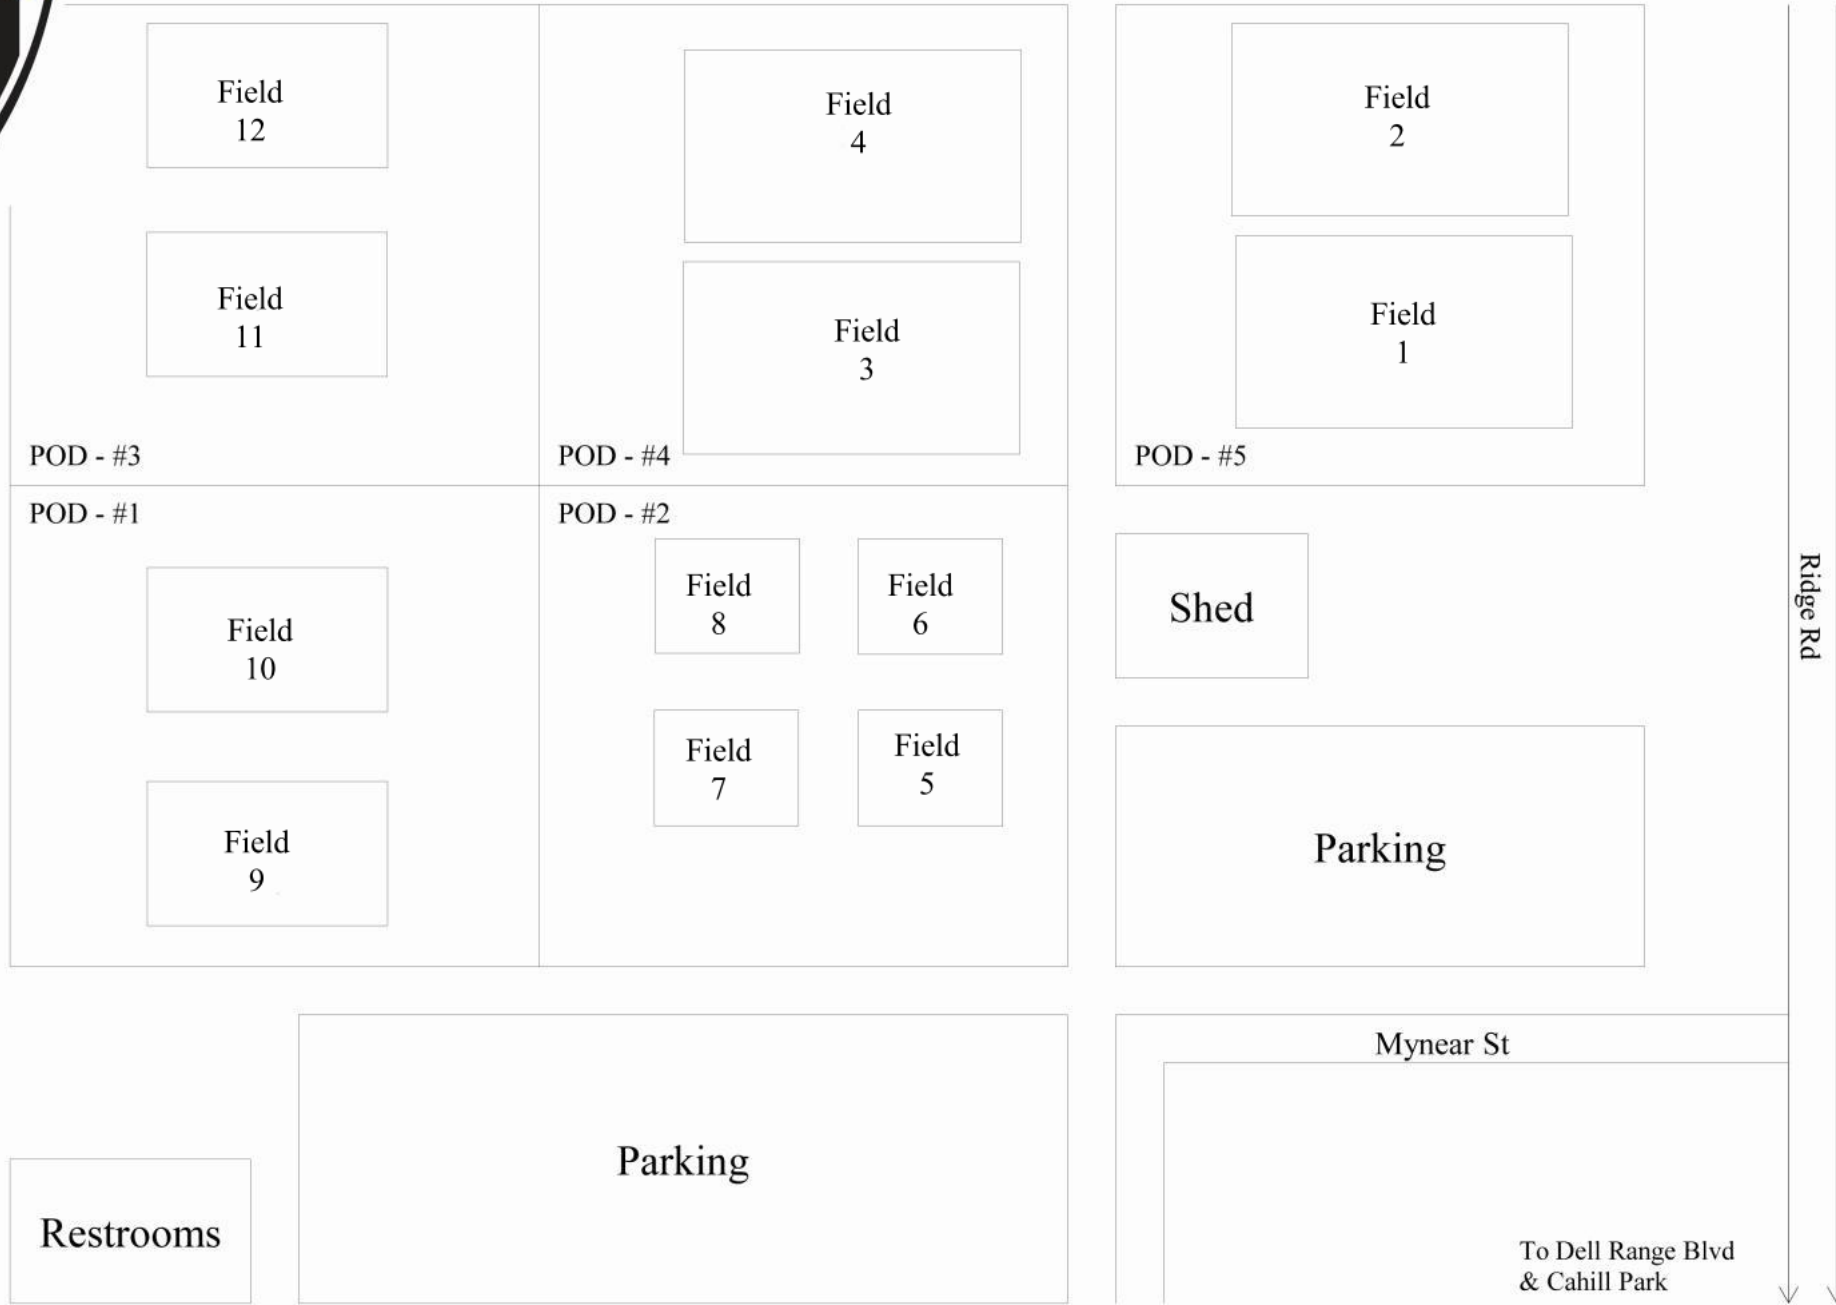 Field
12
Field
4
Field
2
Field
11
Field
3
Field
1
POD - #3
POD - #4
POD - #5
POD - #1
POD - #2
Field
10
Field
8
Field
6
Shed
Ridge Rd
Field
9
Field
7
Field
5
Parking
Mynear St
Parking
Restrooms
To Dell Range Blvd
& Cahill Park